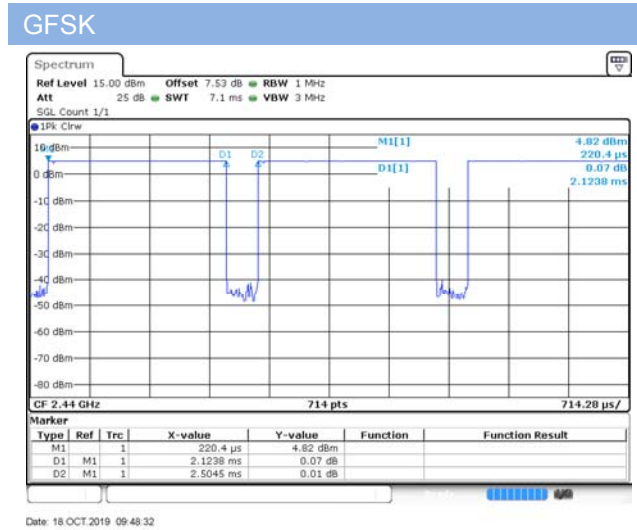 GFSK
Spectrum
Ref Level 15.00 dBm Offset 7.53 dB RBW 1 MHz
Att 25 dB SWT 7.1 ms VBW 3 MHz
SGL Count 1/1
1Pk Clrw
M1[1] 4.82 dBm
220.4 µs
D1[1] 0.07 dB
2.1238 ms
D1 D2
0 dBm
-10 dBm
-20 dBm
-30 dBm
-40 dBm
-50 dBm
-60 dBm
-70 dBm
-80 dBm
CF 2.44 GHz 714 pts 714.28 µs/
Marker
Type Ref Trc X-value Y-value Function Function Result
M1 1 220.4 µs 4.82 dBm
D1 M1 1 2.1238 ms 0.07 dB
D2 M1 1 2.5045 ms 0.01 dB
Date: 18.OCT.2019 09:48:32